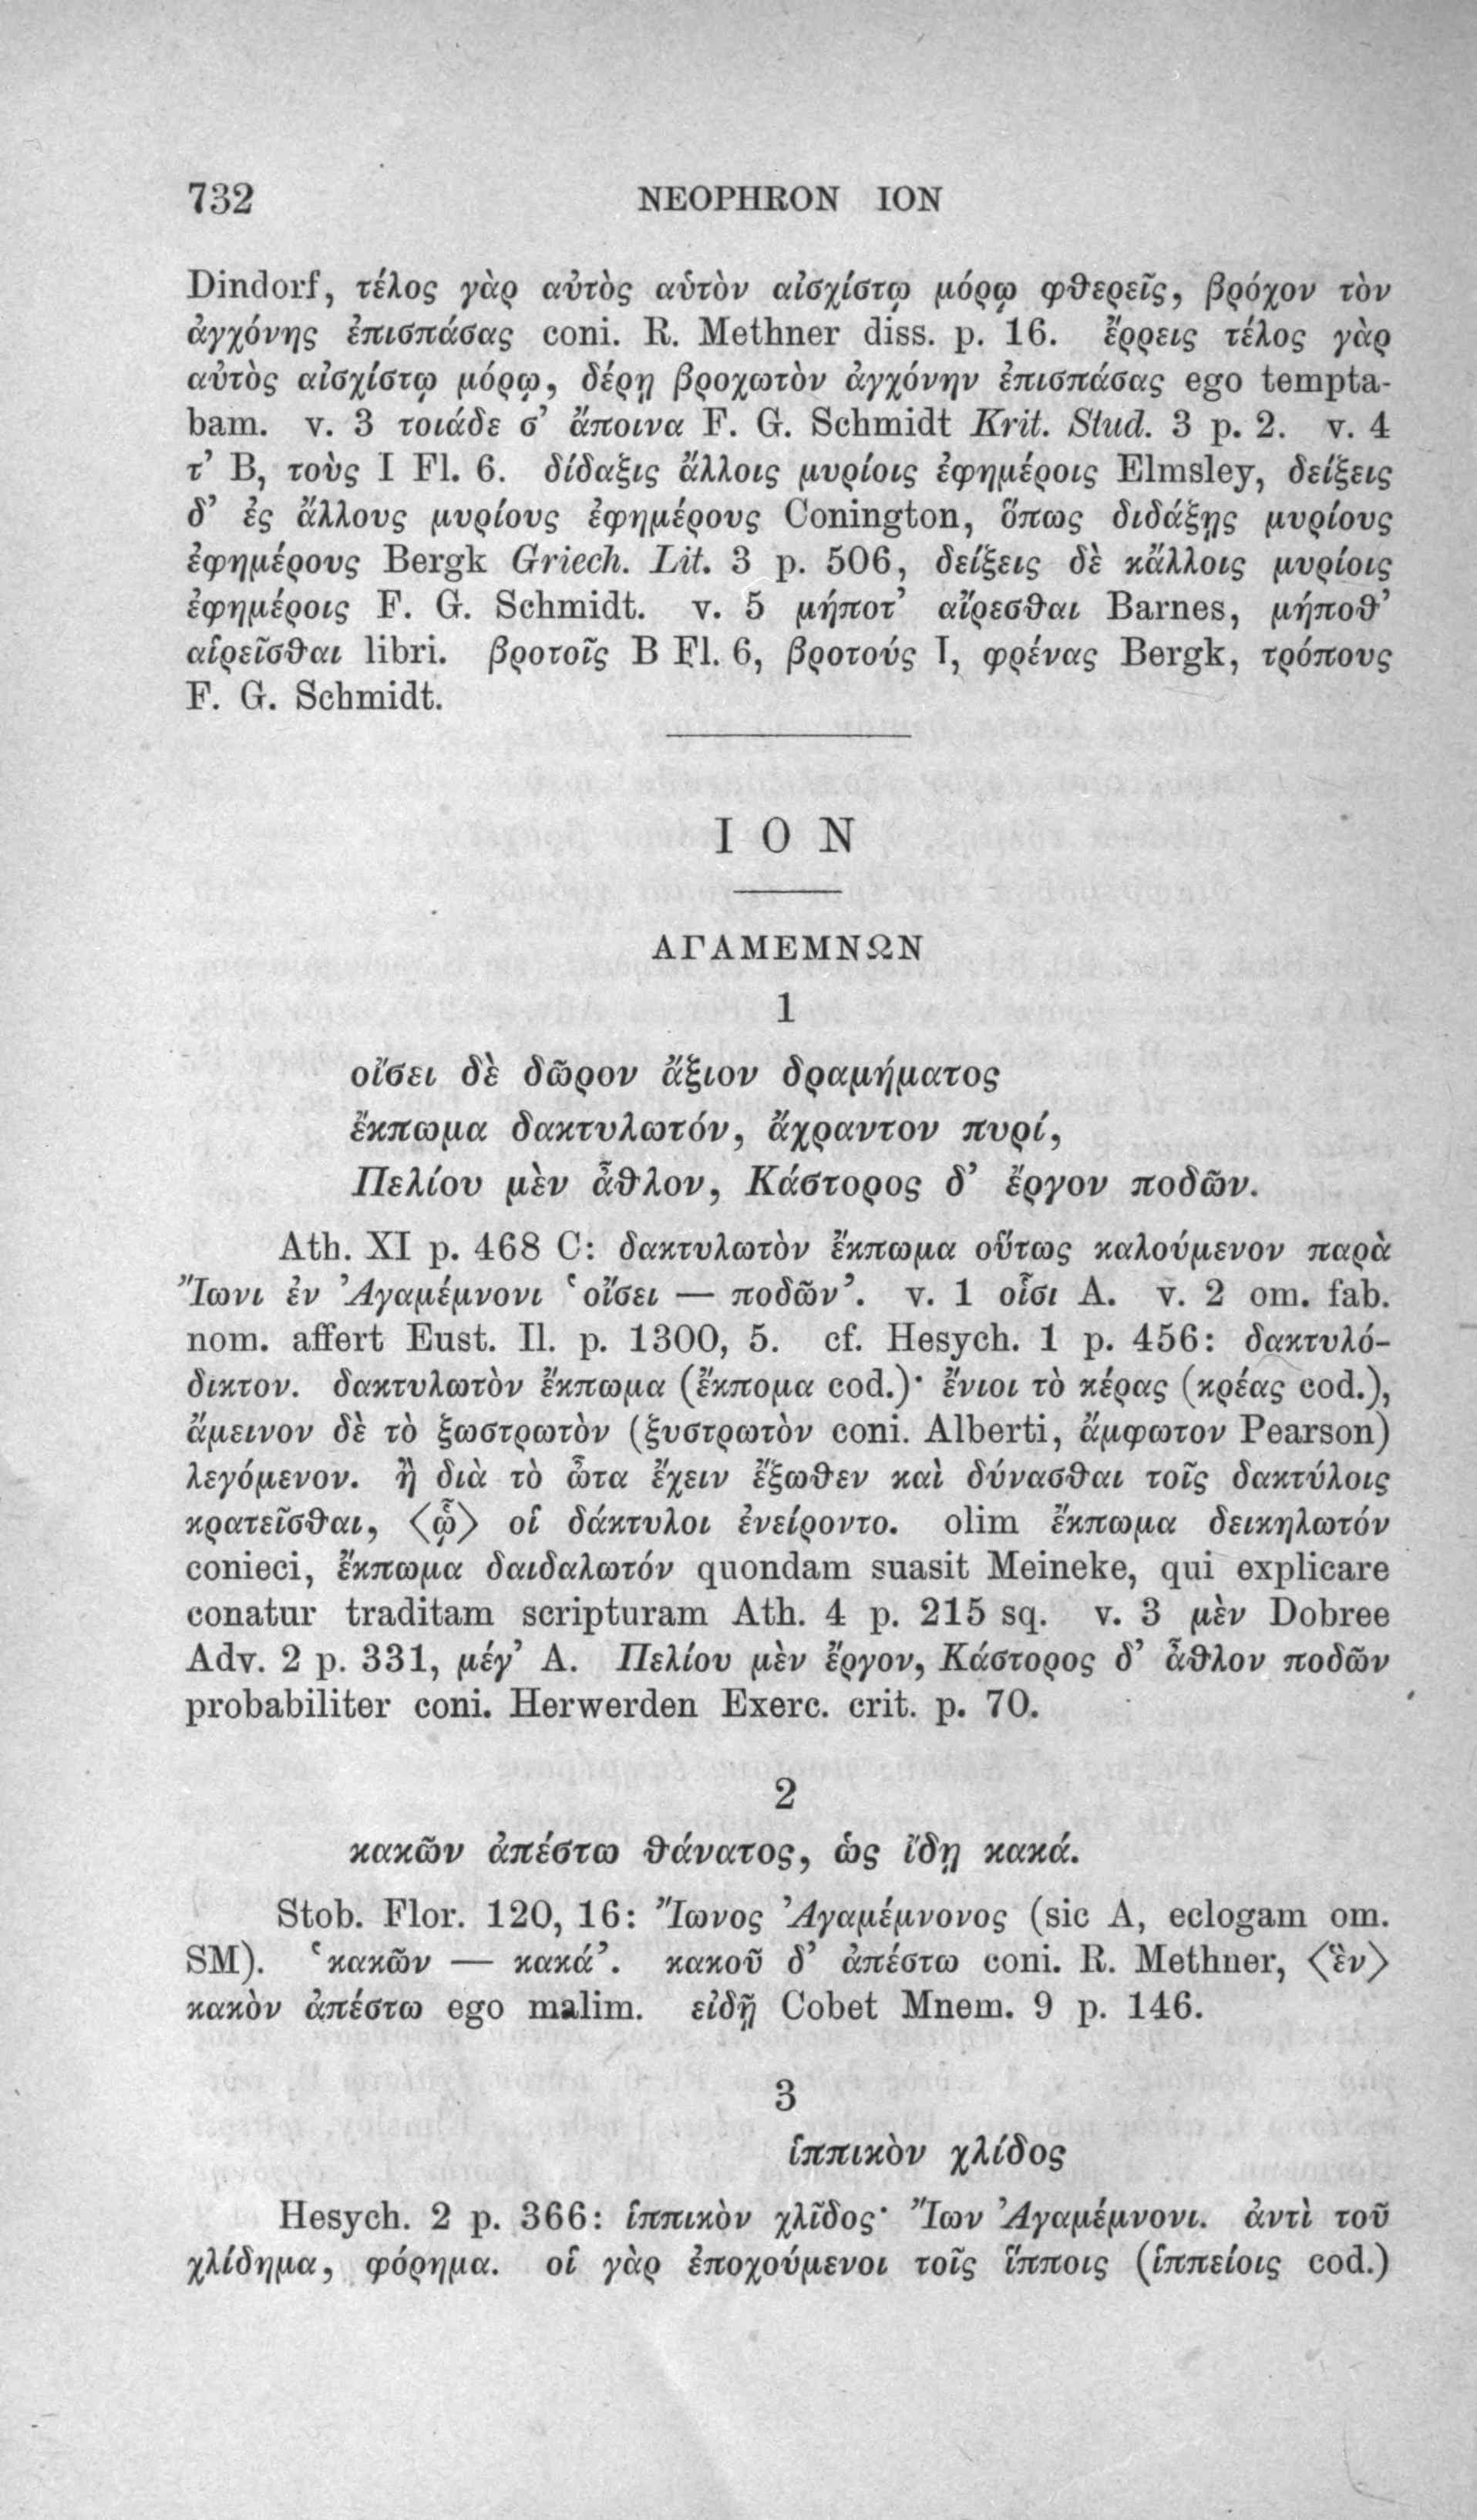 732 NEOPHRON ION
Dindorf, τέλος γὰρ αὐτὸς αὑτὸν αἰσχίστῳ μόρῳ φθερεῖς, βρόχον τὸν
ἀγχόνης ἐπισπάσας coni. R. Methner diss. p. 16. ἔρρεις τέλος γὰρ
αὐτὸς αἰσχίστῳ μόρῳ, δέρῃ βροχωτὸν ἀγχόνην ἐπισπάσας ego tempta-
bam. v. 3 τοιάδε σ’ ἄποινα F. G. Schmidt Krit. Stud. 3 p. 2. v. 4
τ’ B, τοὺς I Fl. 6. δίδαξις ἄλλοις μυρίοις ἐφημέροις Elmsley, δείξεις
δ’ ἐς ἄλλους μυρίους ἐφημέρους Conington, ὅπως διδάξῃς μυρίους
ἐφημέρους Bergk Griech. Lit. 3 p. 506, δείξεις δὲ κἄλλοις μυρίοις
ἐφημέροις F. G. Schmidt. v. 5 μήποτ’ αἴρεσθαι Barnes, μήποθ’
αἱρεῖσθαι libri. βροτοῖς B Fl. 6, βροτούς I, φρένας Bergk, τρόπους
F. G. Schmidt.
ION
ΑΓΑΜΕΜΝΩΝ
1
οἴσει δὲ δῶρον ἄξιον δραμήματος
ἔκπωμα δακτυλωτόν, ἄχραντον πυρί,
Πελίου μὲν ἆθλον, Κάστορος δ’ ἔργον ποδῶν.
Ath. XI p. 468 C: δακτυλωτὸν ἔκπωμα οὕτως καλούμενον παρὰ
Ἴωνι ἐν Ἀγαμέμνονι ‘οἴσει — ποδῶν’. v. 1 οἶσι A. v. 2 om. fab.
nom. affert Eust. Il. p. 1300, 5. cf. Hesych. 1 p. 456: δακτυλό-
δικτον. δακτυλωτὸν ἔκπωμα (ἔκπομα cod.)· ἔνιοι τὸ κέρας (κρέας cod.),
ἄμεινον δὲ τὸ ξωστρωτὸν (ξυστρωτὸν coni. Alberti, ἄμφωτον Pearson)
λεγόμενον. ἢ διὰ τὸ ὦτα ἔχειν ἔξωθεν καὶ δύνασθαι τοῖς δακτύλοις
κρατεῖσθαι, ⟨ᾧ⟩ οἱ δάκτυλοι ἐνείροντο. olim ἔκπωμα δεικηλωτόν
conieci, ἔκπωμα δαιδαλωτόν quondam suasit Meineke, qui explicare
conatur traditam scripturam Ath. 4 p. 215 sq. v. 3 μὲν Dobree
Adv. 2 p. 331, μέγ’ A. Πελίου μὲν ἔργον, Κάστορος δ’ ἆθλον ποδῶν
probabiliter coni. Herwerden Exerc. crit. p. 70.
2
κακῶν ἀπέστω θάνατος, ὡς ἴδῃ κακά.
Stob. Flor. 120, 16: Ἴωνος Ἀγαμέμνονος (sic A, eclogam om.
SM). ‘κακῶν — κακά’. κακοῦ δ’ ἀπέστω coni. R. Methner, ⟨ἓν⟩
κακὸν ἀπέστω ego malim. εἰδῇ Cobet Mnem. 9 p. 146.
3
ἱππικὸν χλίδος
Hesych. 2 p. 366: ἱππικὸν χλῖδος· Ἴων Ἀγαμέμνονι. ἀντὶ τοῦ
χλίδημα, φόρημα. οἱ γὰρ ἐποχούμενοι τοῖς ἵπποις (ἱππείοις cod.)